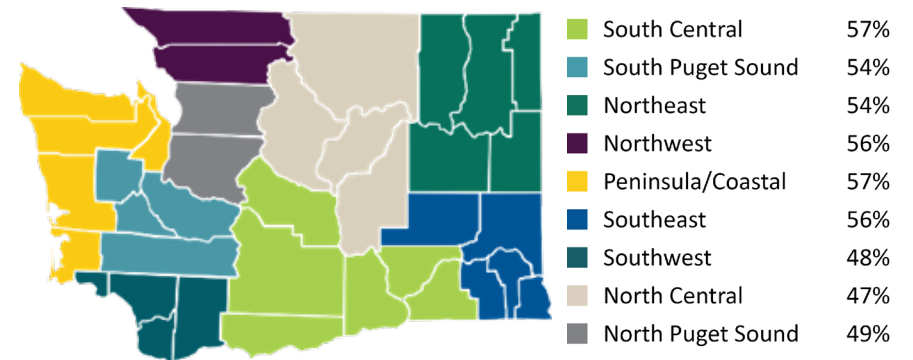 South Central 57%
South Puget Sound 54%
Northeast 54%
Northwest 56%
Peninsula/Coastal 57%
Southeast 56%
Southwest 48%
North Central 47%
North Puget Sound 49%